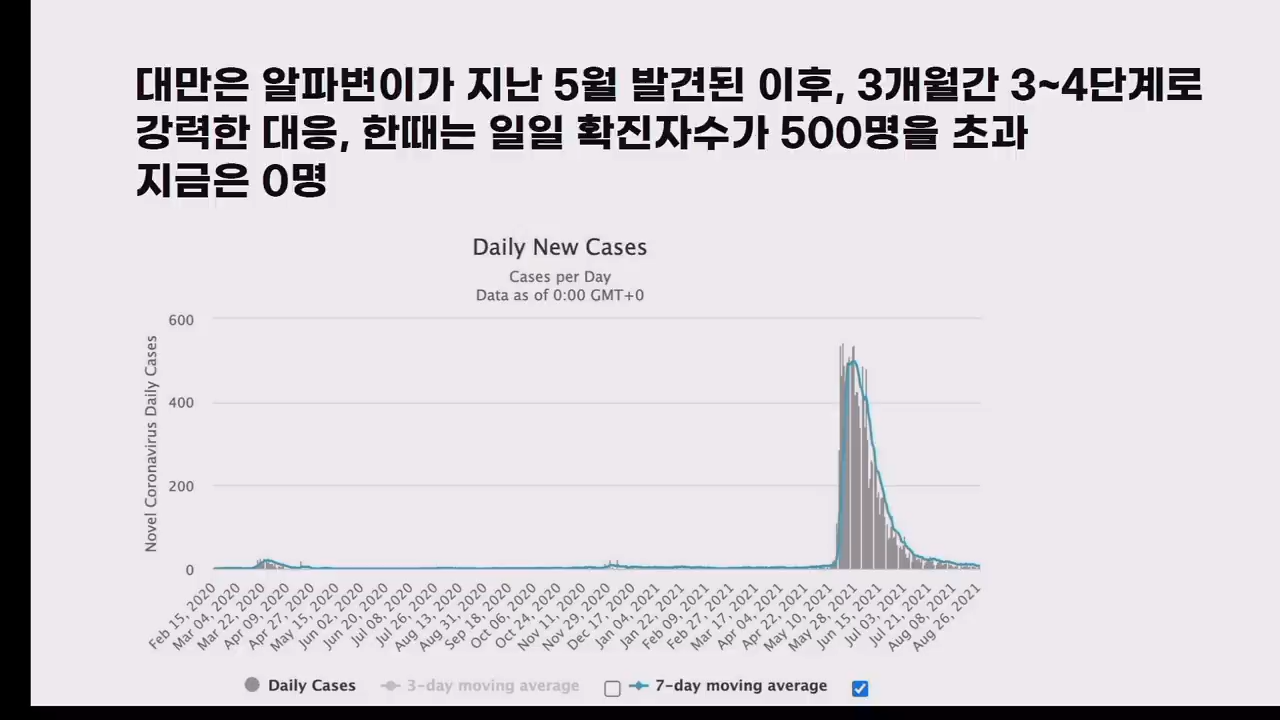 대만은 알파변이가 지난 5월 발견된 이후, 3개월간 3~4단계로
강력한 대응, 한때는 일일 확진자수가 500명을 초과
지금은 0명
Daily New Cases
Cases per Day
Data as of 0:00 GMT+0
Novel Coronavirus Daily Cases
600
400
200
0
Feb 15, 2020
Mar 04, 2020
Mar 22, 2020
Apr 09, 2020
Apr 27, 2020
May 15, 2020
Jun 02, 2020
Jun 20, 2020
Jul 08, 2020
Jul 26, 2020
Aug 13, 2020
Aug 31, 2020
Sep 18, 2020
Oct 06, 2020
Oct 24, 2020
Nov 11, 2020
Nov 29, 2020
Dec 17, 2020
Jan 04, 2021
Jan 22, 2021
Feb 09, 2021
Feb 27, 2021
Mar 17, 2021
Apr 04, 2021
Apr 22, 2021
May 10, 2021
May 28, 2021
Jun 15, 2021
Jul 03, 2021
Jul 21, 2021
Aug 08, 2021
Aug 26, 2021
Daily Cases
3-day moving average
7-day moving average